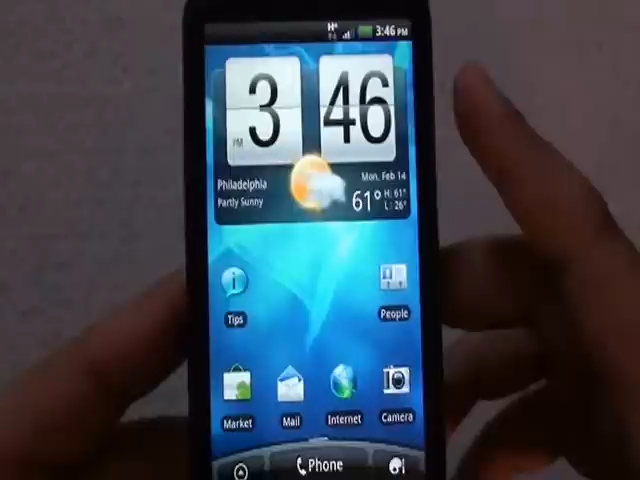 3:46 PM
3 46
PM
Philadelphia
Mon, Feb 14
Partly Sunny
61°
H: 61°
L: 26°
Tips
People
Market
Mail
Internet
Camera
Phone